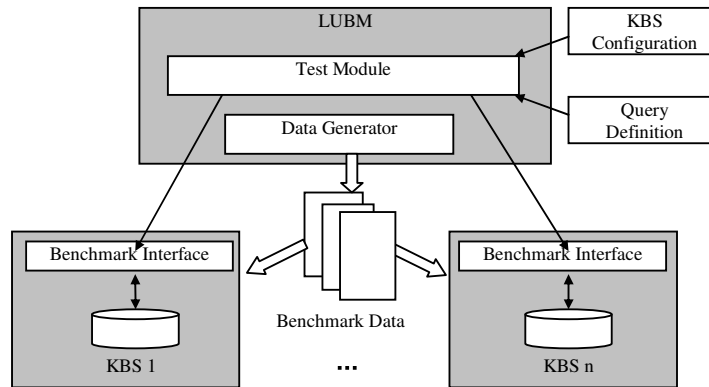 LUBM
KBS
Configuration
Test Module
Query
Definition
Data Generator
Benchmark Interface
Benchmark Interface
Benchmark Data
KBS 1
...
KBS n